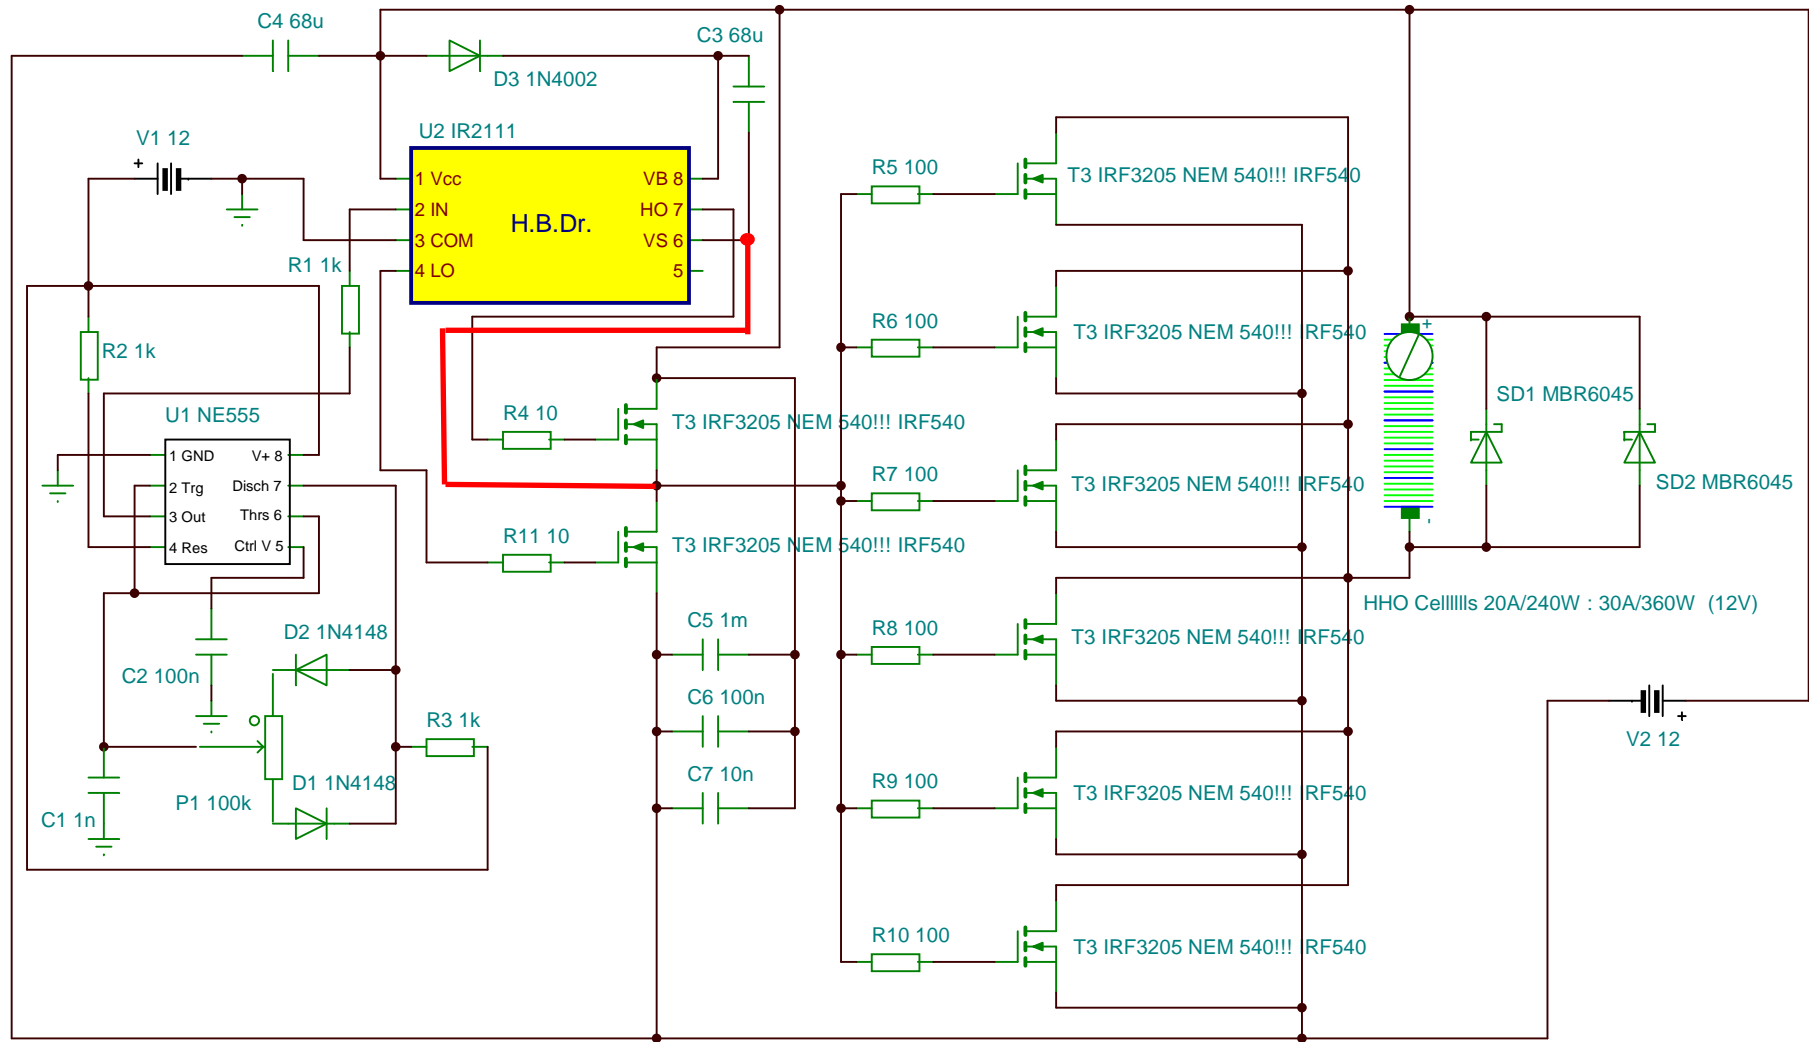 C4 68u
C3 68u
D3 1N4002
V1 12
+
U2 IR2111
1 Vcc
VB 8
2 IN
HO 7
H.B.Dr.
3 COM
VS 6
4 LO
5
R1 1k
R2 1k
U1 NE555
1 GND
V+ 8
2 Trg
Disch 7
3 Out
Thrs 6
4 Res
Ctrl V 5
R4 10
T3 IRF3205 NEM 540!!! IRF540
R11 10
T3 IRF3205 NEM 540!!! IRF540
C5 1m
C6 100n
C7 10n
D2 1N4148
C2 100n
R3 1k
D1 1N4148
P1 100k
C1 1n
R5 100
T3 IRF3205 NEM 540!!! IRF540
R6 100
T3 IRF3205 NEM 540!!! IRF540
R7 100
T3 IRF3205 NEM 540!!! IRF540
R8 100
T3 IRF3205 NEM 540!!! IRF540
R9 100
T3 IRF3205 NEM 540!!! IRF540
R10 100
T3 IRF3205 NEM 540!!! IRF540
+
-
SD1 MBR6045
SD2 MBR6045
HHO Cellllllls 20A/240W : 30A/360W (12V)
+
V2 12